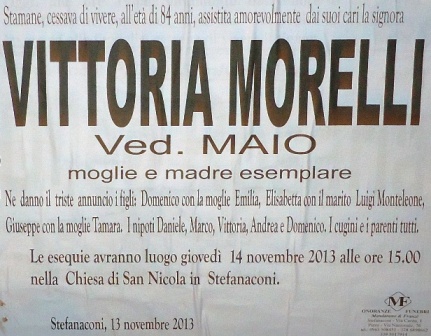 Stamane, cessava di vivere, all'età di 84 anni, assistita amorevolmente dai suoi cari la signora
VITTORIA MORELLI
Ved. MAIO
moglie e madre esemplare
Ne danno il triste annuncio i figli: Domenico con la moglie Emilia, Elisabetta con il marito Luigi Monteleone,
Giuseppe con la moglie Tamara. I nipoti Daniele, Marco, Vittoria, Andrea e Domenico. I cugini e i parenti tutti.
Le esequie avranno luogo giovedì 14 novembre 2013 alle ore 15.00
nella Chiesa di San Nicola in Stefanaconi.
MF
ONORANZE FUNEBRI
Stefanaconi, 13 novembre 2013